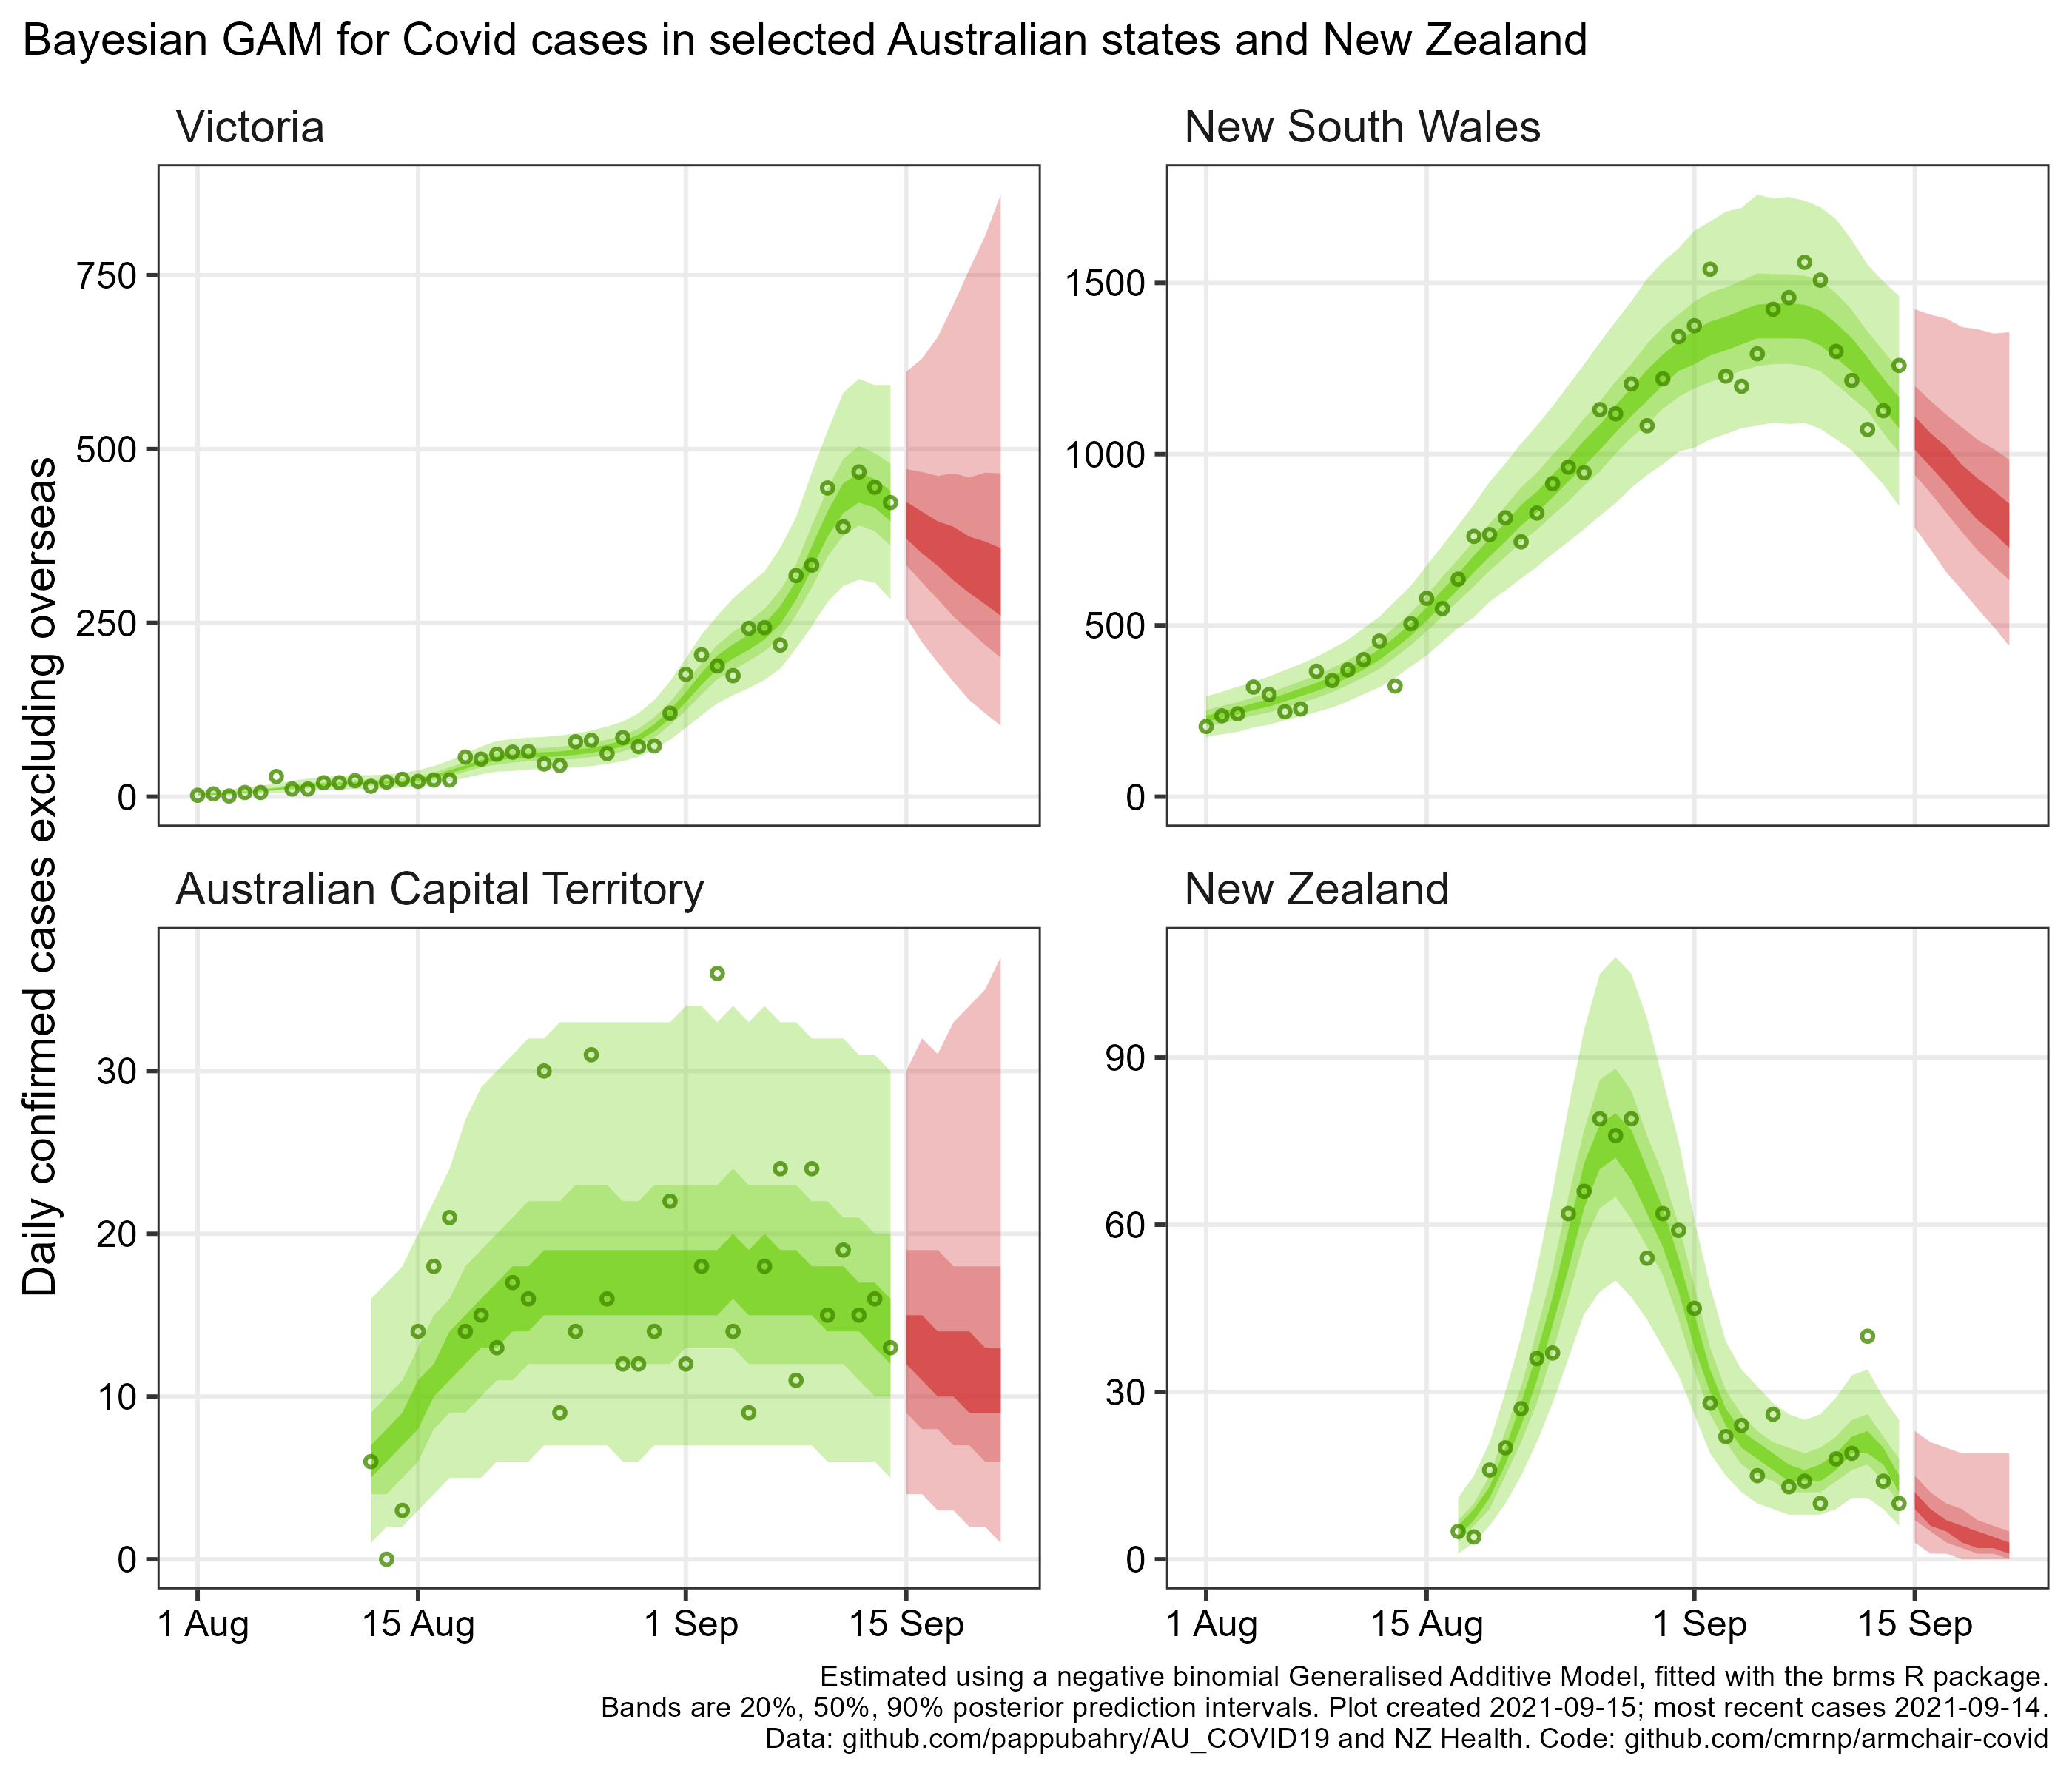 Bayesian GAM for Covid cases in selected Australian states and New Zealand
Daily confirmed cases excluding overseas
Victoria
750
500
250
0
New South Wales
1500
1000
500
0
Australian Capital Territory
30
20
10
0
1 Aug
15 Aug
1 Sep
15 Sep
New Zealand
90
60
30
0
1 Aug
15 Aug
1 Sep
15 Sep
Estimated using a negative binomial Generalised Additive Model, fitted with the brms R package.
Bands are 20%, 50%, 90% posterior prediction intervals. Plot created 2021-09-15; most recent cases 2021-09-14.
Data: github.com/pappubahry/AU_COVID19 and NZ Health. Code: github.com/cmrnp/armchair-covid